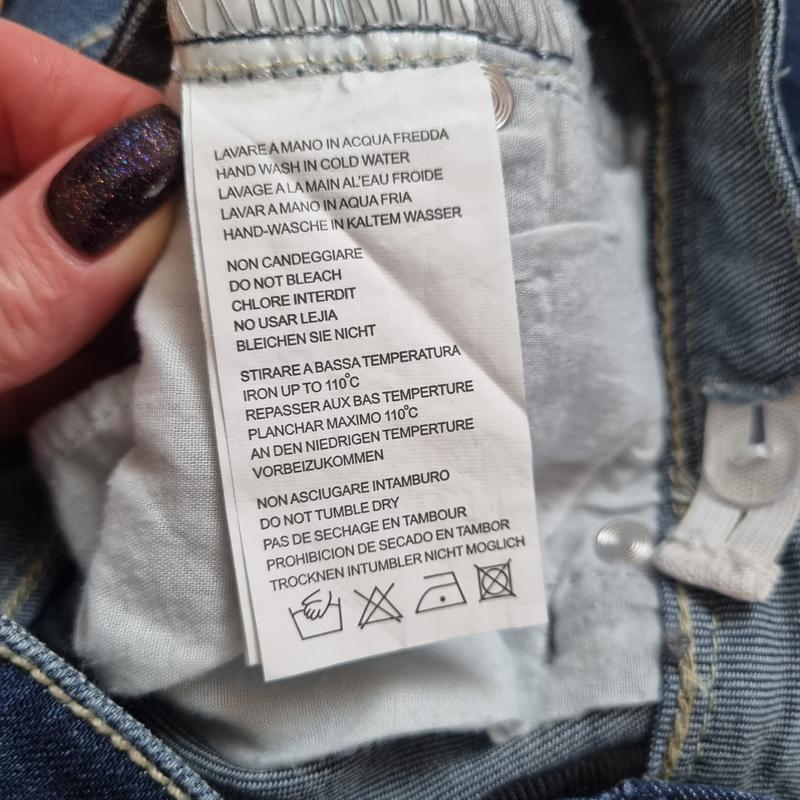 LAVARE A MANO IN ACQUA FREDDA
HAND WASH IN COLD WATER
LAVAGE A LA MAIN AL'EAU FROIDE
LAVAR A MANO IN AQUA FRIA
HAND-WASCHE IN KALTEM WASSER
NON CANDEGGIARE
DO NOT BLEACH
CHLORE INTERDIT
NO USAR LEJIA
BLEICHEN SIE NICHT
STIRARE A BASSA TEMPERATURA
IRON UP TO 110°C
REPASSER AUX BAS TEMPERTURE
PLANCHAR MAXIMO 110°C
AN DEN NIEDRIGEN TEMPERTURE
VORBEIZUKOMMEN
NON ASCIUGARE INTAMBURO
DO NOT TUMBLE DRY
PAS DE SECHAGE EN TAMBOUR
PROHIBICION DE SECADO EN TAMBOR
TROCKNEN INTUMBLER NICHT MOGLICH